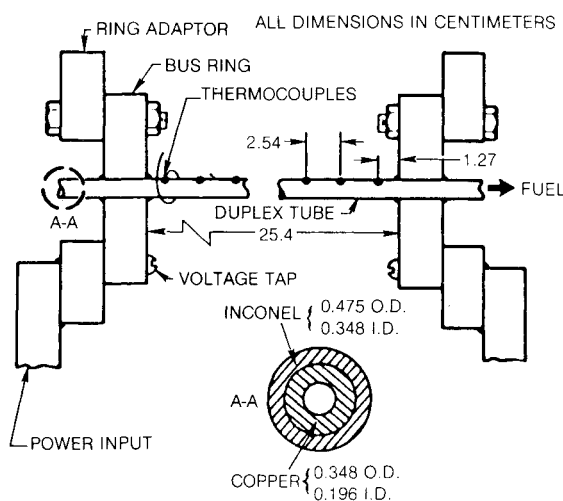 RING ADAPTOR
ALL DIMENSIONS IN CENTIMETERS
BUS RING
THERMOCOUPLES
2.54
1.27
FUEL
A-A
DUPLEX TUBE
25.4
VOLTAGE TAP
INCONEL { 0.475 O.D.
0.348 I.D.
A-A
POWER INPUT
COPPER { 0.348 O.D.
0.196 I.D.